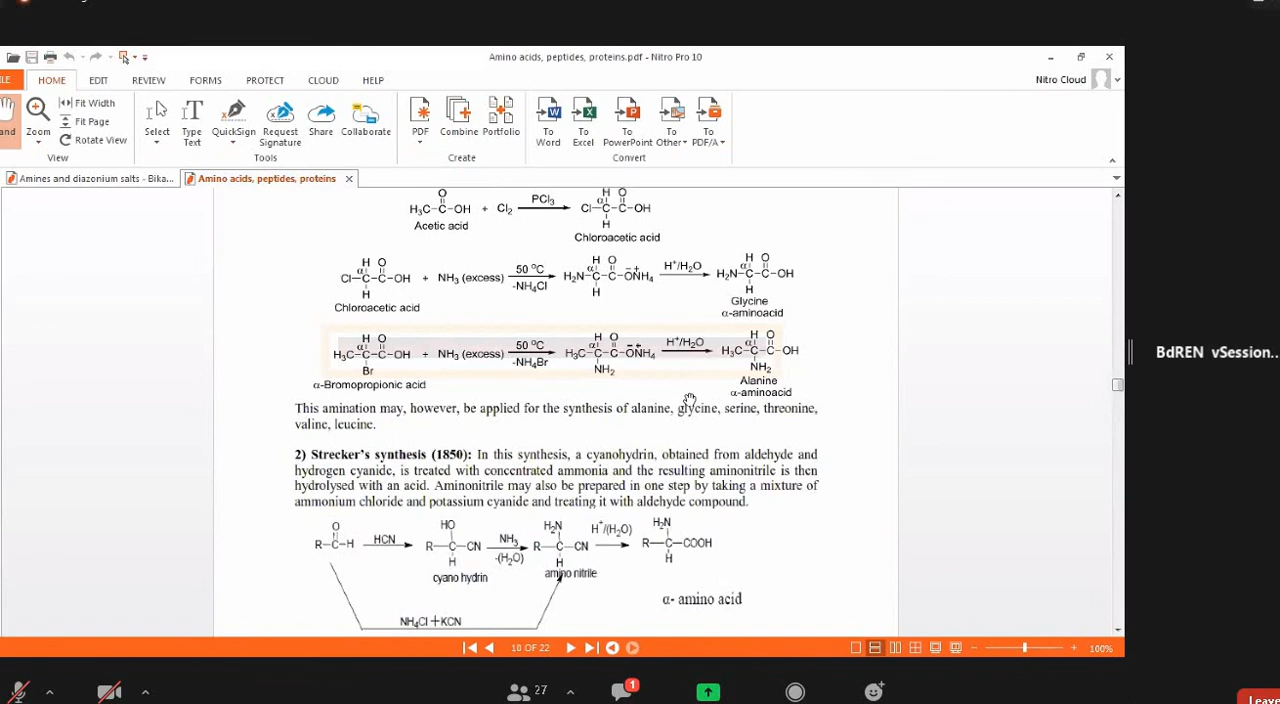 Amino acids, peptides, proteins.pdf - Nitro Pro 10
HOME EDIT REVIEW FORMS PROTECT CLOUD HELP
Nitro Cloud
Zoom
Fit Width
Fit Page
Rotate View
View
Select
Type Text
QuickSign
Request Signature
Share
Collaborate
Tools
PDF
Combine
Portfolio
Create
To Word
To Excel
To PowerPoint
To Other
To PDF/A
Convert
Amines and diazonium salts - Bika...
Amino acids, peptides, proteins
H₃C-C-OH + Cl₂ PCl₃ Cl-C-C-OH
Acetic acid
Chloroacetic acid
Cl-C-C-OH + NH₃ (excess) 50 °C -NH₄Cl H₂N-C-C-ONH₄ H⁺/H₂O H₂N-C-C-OH
Chloroacetic acid
Glycine
α-aminoacid
H₃C-C-C-OH + NH₃ (excess) 50 °C -NH₄Br H₃C-C-C-ONH₄ H⁺/H₂O H₃C-C-C-OH
Br NH₂ NH₂
α-Bromopropionic acid
Alanine
α-aminoacid
This amination may, however, be applied for the synthesis of alanine, glycine, serine, threonine,
valine, leucine.
2) Strecker's synthesis (1850): In this synthesis, a cyanohydrin, obtained from aldehyde and
hydrogen cyanide, is treated with concentrated ammonia and the resulting aminonitrile is then
hydrolysed with an acid. Aminonitrile may also be prepared in one step by taking a mixture of
ammonium chloride and potassium cyanide and treating it with aldehyde compound.
O HO H₂N H₂N
R-C-H HCN R-C-CN NH₃ -(H₂O) R-C-CN H⁺/(H₂O) R-C-COOH
H H H
cyano hydrin
amino nitrile
α- amino acid
NH₄Cl+KCN
10 OF 22
100%
BdREN vSession...
27
1
Leave